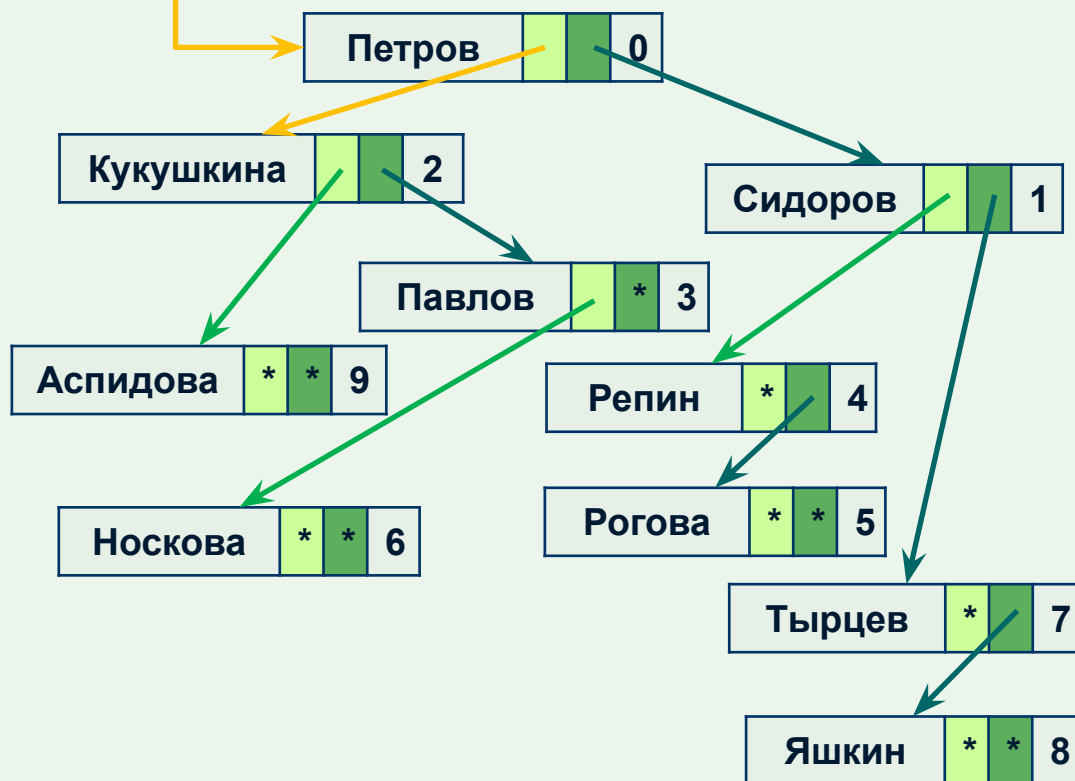 Петров 0
Кукушкина 2
Сидоров 1
Павлов * 3
Аспидова * * 9
Репин * 4
Рогова * * 5
Носкова * * 6
Тырцев * 7
Яшкин * * 8